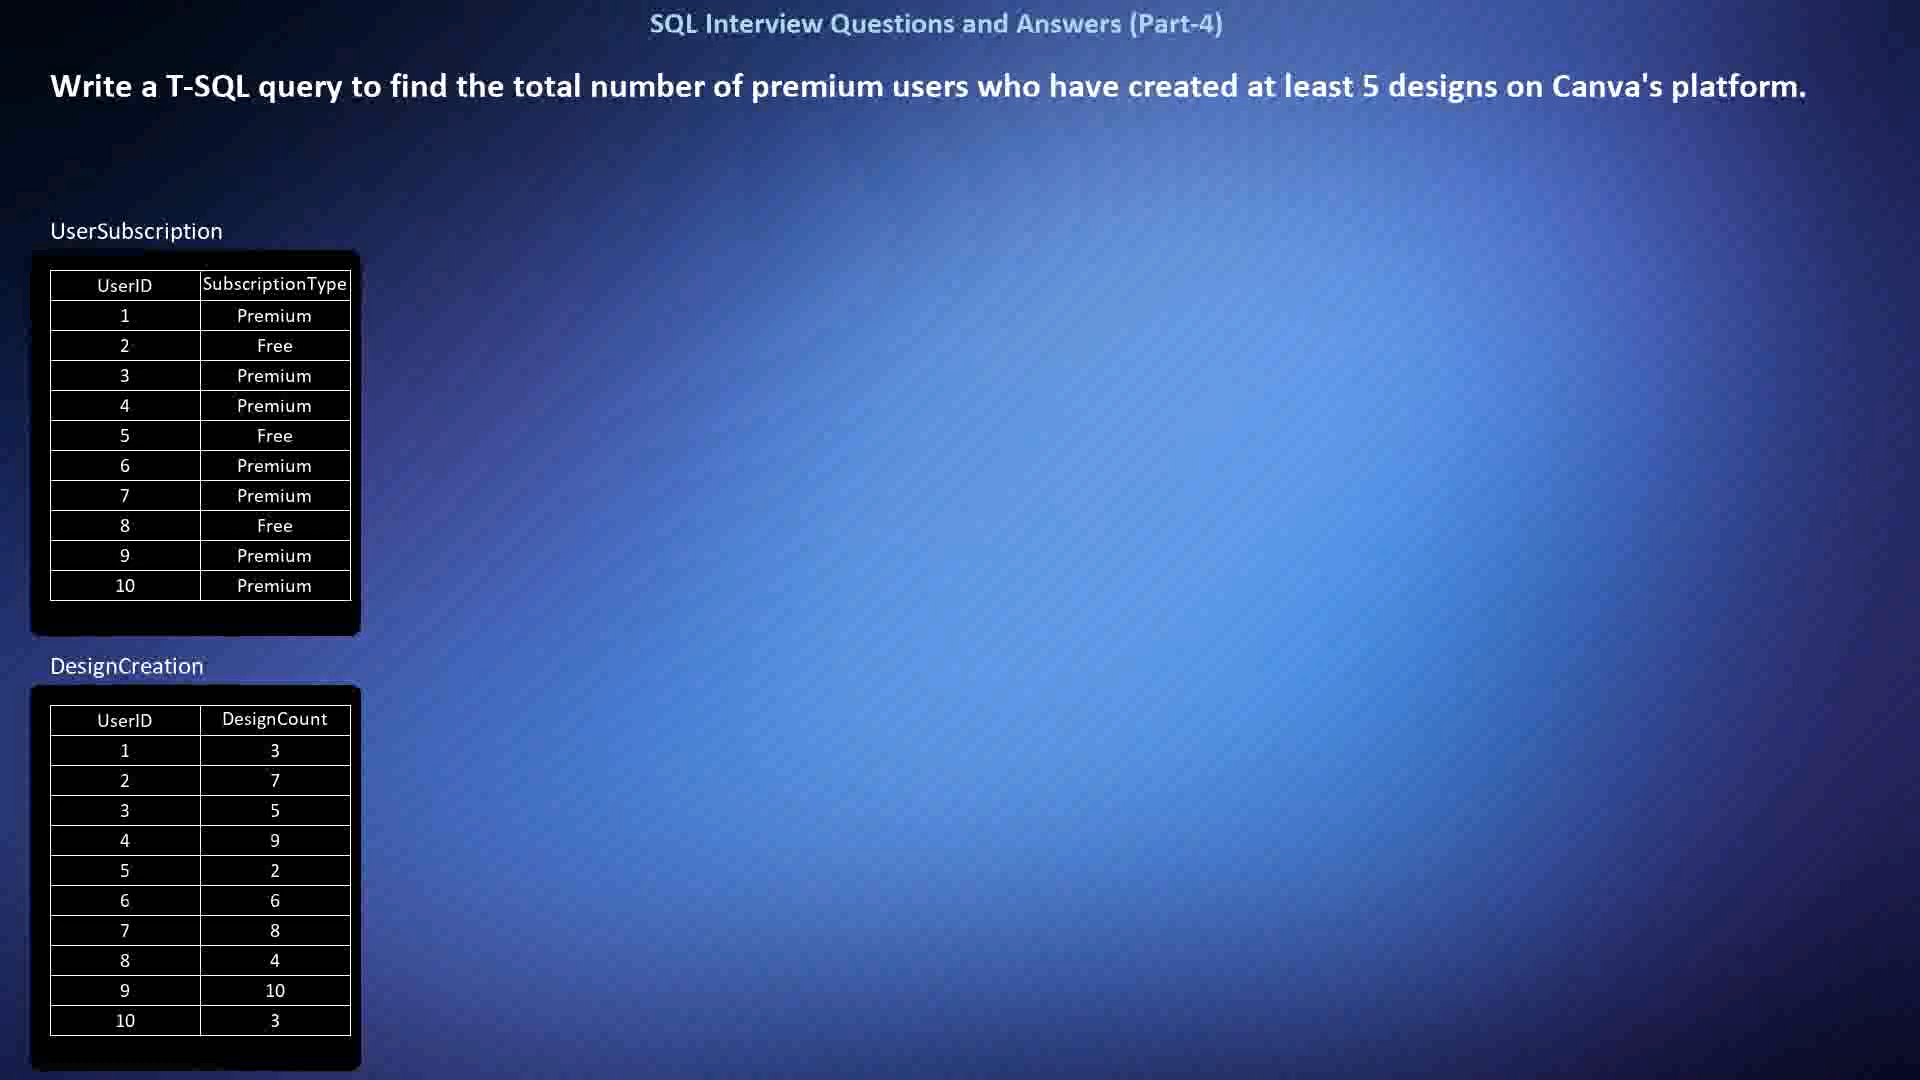 SQL Interview Questions and Answers (Part-4)
Write a T-SQL query to find the total number of premium users who have created at least 5 designs on Canva's platform.
UserSubscription
UserID SubscriptionType
1 Premium
2 Free
3 Premium
4 Premium
5 Free
6 Premium
7 Premium
8 Free
9 Premium
10 Premium
DesignCreation
UserID DesignCount
1 3
2 7
3 5
4 9
5 2
6 6
7 8
8 4
9 10
10 3